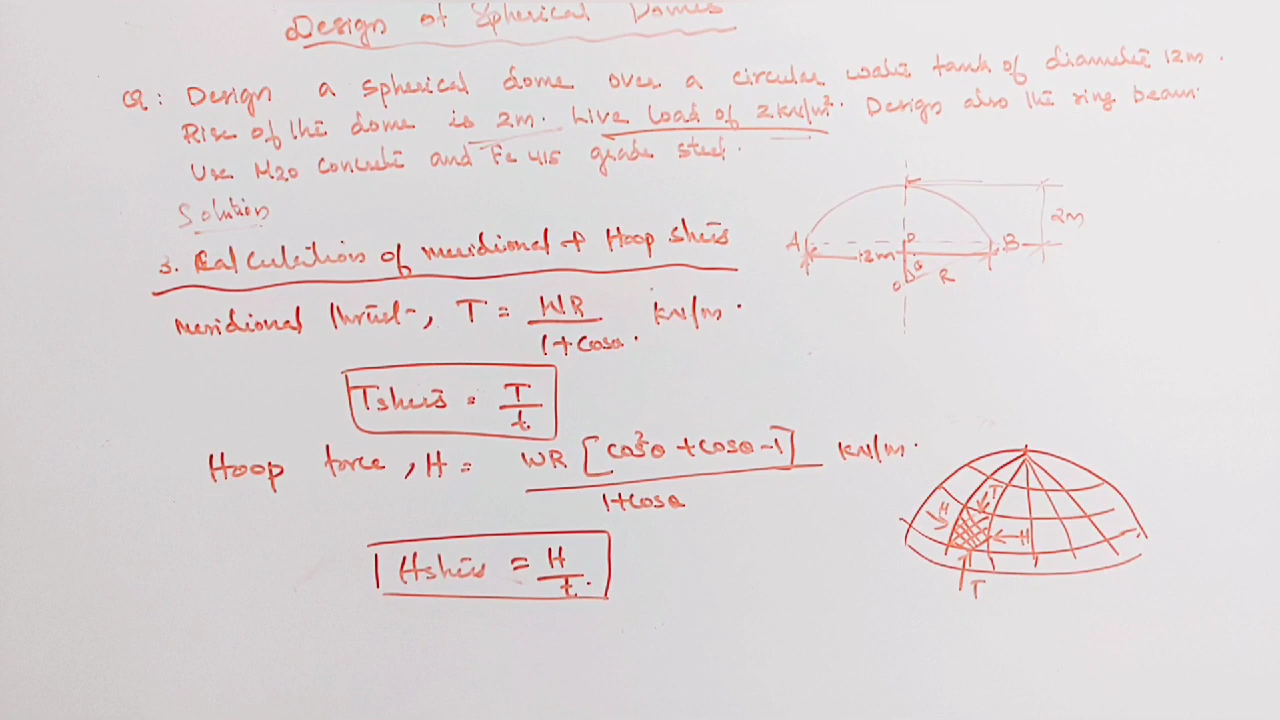 Design of Spherical Domes
Q: Design a spherical dome over a circular water tank of diameter 12m.
Rise of the dome is 2m. Live load of 2kN/m². Design also the ring beam.
Use M20 concrete and Fe 415 grade steel.
Solution
3. Calculations of meridional & Hoop stress
Meridional thrust, T = WR / 1+cosθ kN/m.
Tstress = T / t
Hoop force, H = WR [cos²θ + cosθ - 1] / 1+cosθ kN/m.
Hstress = H / t.
A
12m
D
B
2m
O
θ
R
H
T
H
T